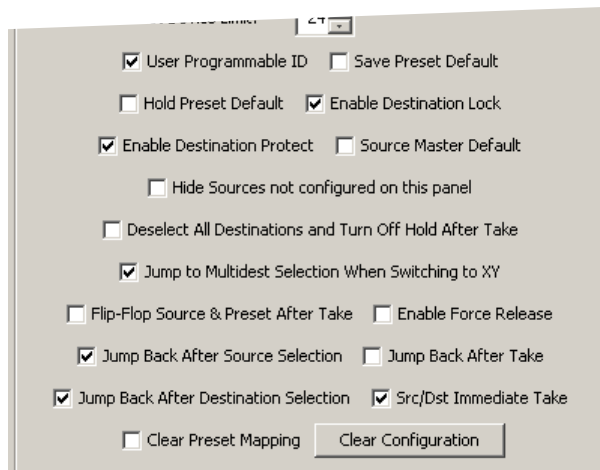 24
User Programmable ID Save Preset Default
Hold Preset Default Enable Destination Lock
Enable Destination Protect Source Master Default
Hide Sources not configured on this panel
Deselect All Destinations and Turn Off Hold After Take
Jump to Multidest Selection When Switching to XY
Flip-Flop Source & Preset After Take Enable Force Release
Jump Back After Source Selection Jump Back After Take
Jump Back After Destination Selection Src/Dst Immediate Take
Clear Preset Mapping Clear Configuration